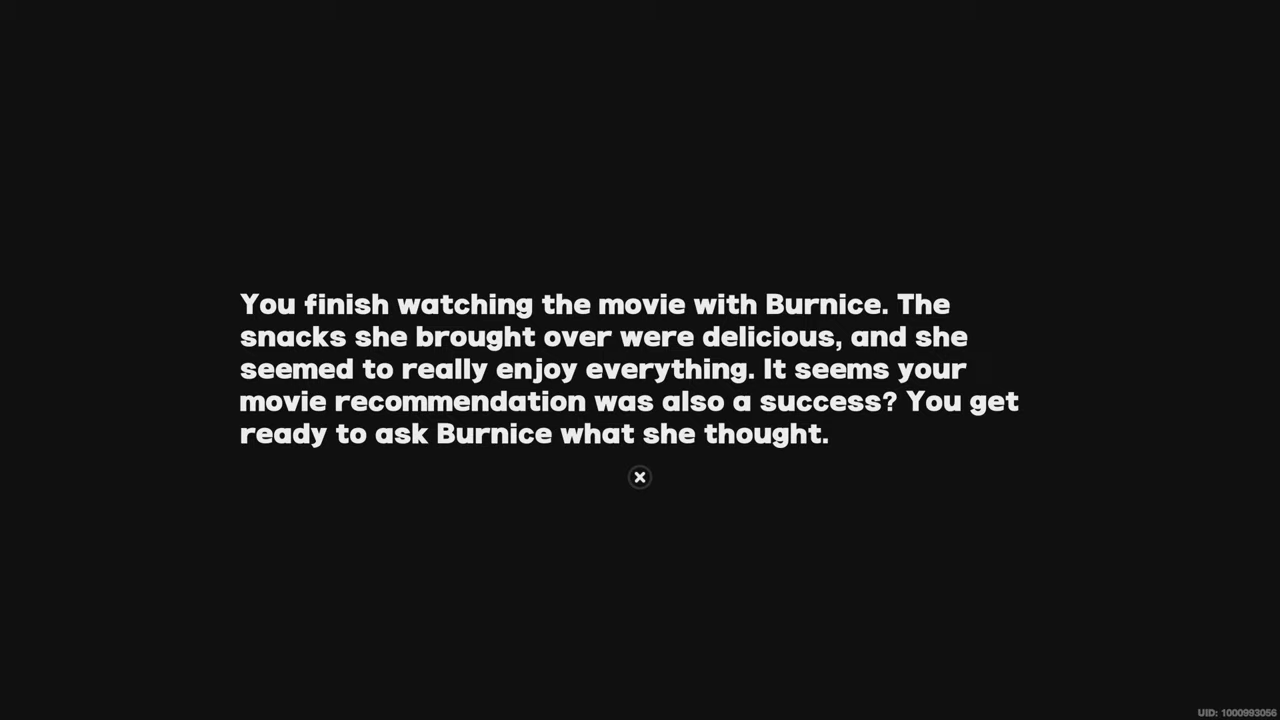 You finish watching the movie with Burnice. The
snacks she brought over were delicious, and she
seemed to really enjoy everything. It seems your
movie recommendation was also a success? You get
ready to ask Burnice what she thought.
UID: 1000993056